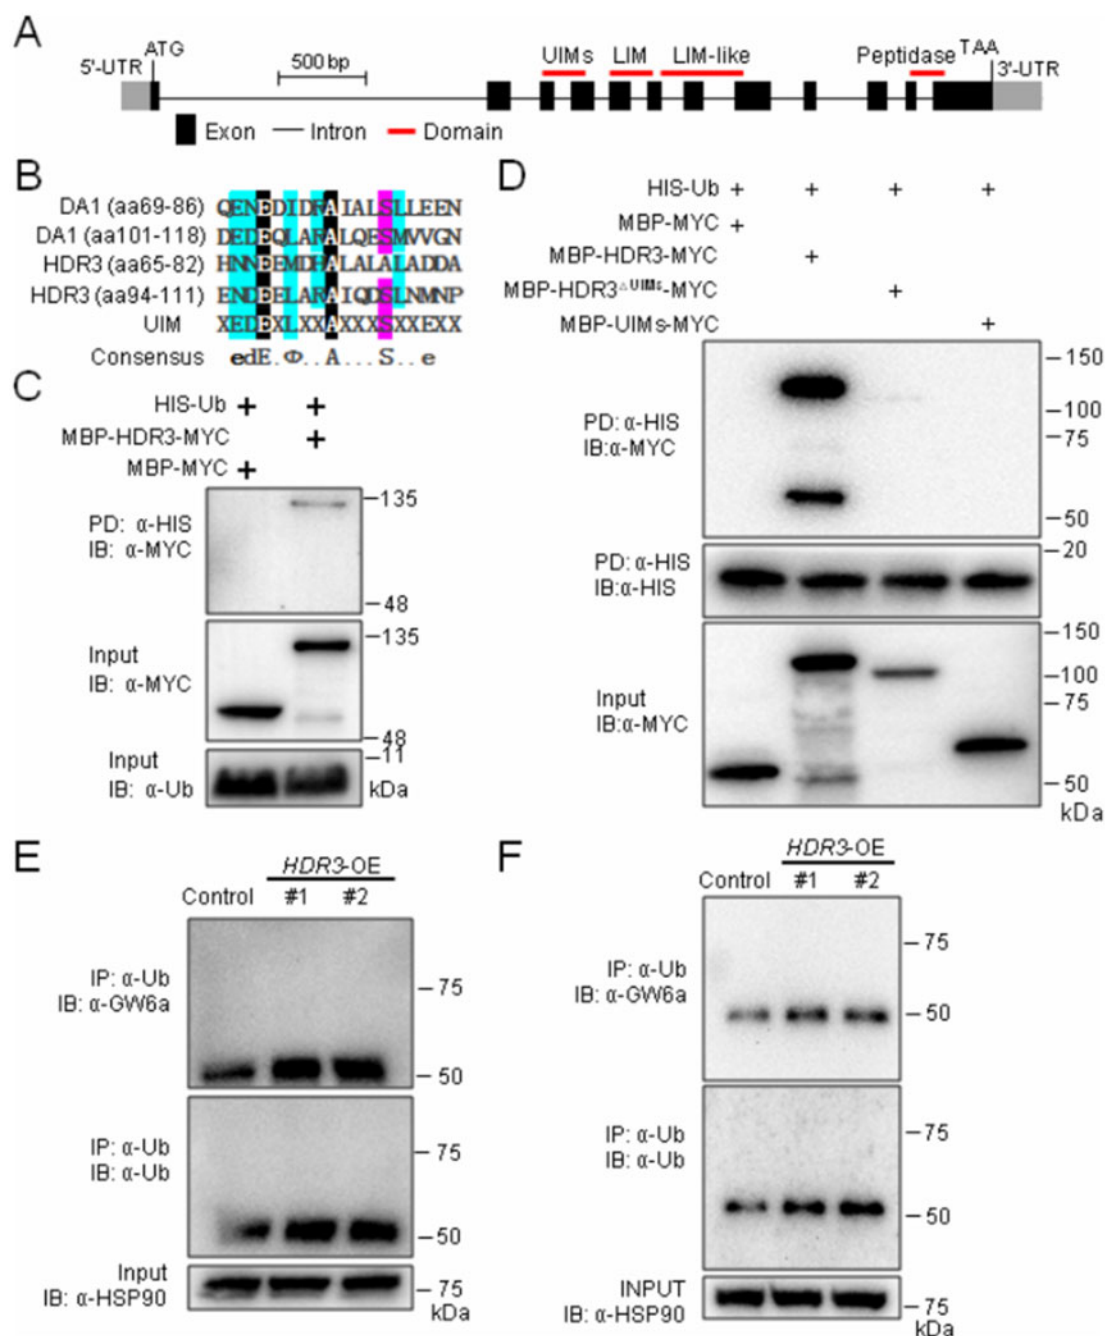 A
5'-UTR ATG 500 bp UIMs LIM LIM-like Peptidase TAA 3'-UTR
Exon Intron Domain
B
DA1 (aa69-86) QENEDIDRAIALSLLEEN
DA1 (aa101-118) DEDEQLARALQESMVVGN
HDR3 (aa65-82) HNNEEMDHALALALADDA
HDR3 (aa94-111) ENDEELARAIQDSLNMNP
UIM XEDEXLXXAXXXSXXEXX
Consensus edE.Φ..A...S..e
C
HIS-Ub + +
MBP-HDR3-MYC +
MBP-MYC +
PD: α-HIS
IB: α-MYC
135
48
Input
IB: α-MYC
135
48
Input
IB: α-Ub
11
kDa
D
HIS-Ub + + + +
MBP-MYC +
MBP-HDR3-MYC +
MBP-HDR3△UIMs-MYC +
MBP-UIMs-MYC +
PD: α-HIS
IB:α-MYC
150
100
75
50
PD: α-HIS
IB:α-HIS
20
Input
IB:α-MYC
150
100
75
50
kDa
E
HDR3-OE
Control #1 #2
IP: α-Ub
IB: α-GW6a
75
50
IP: α-Ub
IB: α-Ub
75
50
Input
IB: α-HSP90
75
kDa
F
HDR3-OE
Control #1 #2
IP: α-Ub
IB: α-GW6a
75
50
IP: α-Ub
IB: α-Ub
75
50
INPUT
IB: α-HSP90
75
kDa